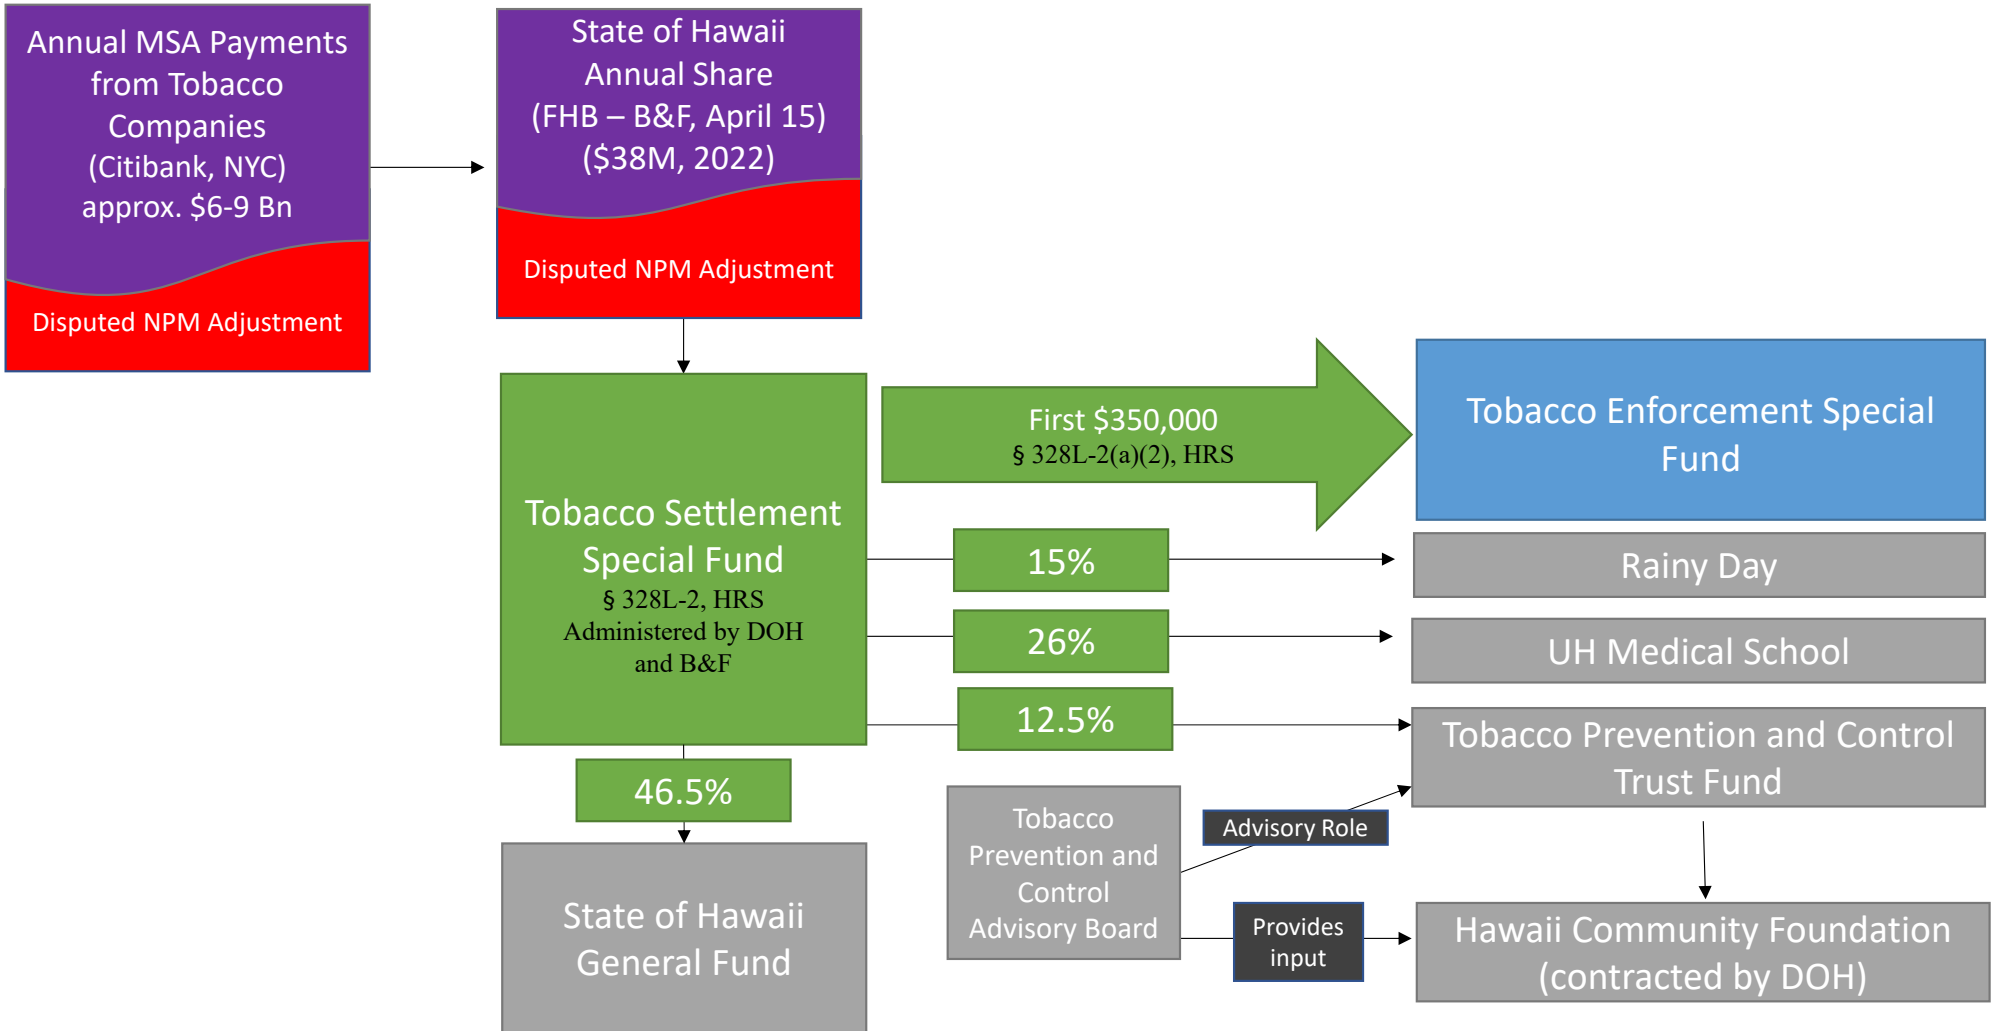 Annual MSA Payments
from Tobacco
Companies
(Citibank, NYC)
approx. $6-9 Bn
Disputed NPM Adjustment
State of Hawaii
Annual Share
(FHB – B&F, April 15)
($38M, 2022)
Disputed NPM Adjustment
Tobacco Settlement
Special Fund
§ 328L-2, HRS
Administered by DOH
and B&F
First $350,000
§ 328L-2(a)(2), HRS
Tobacco Enforcement Special
Fund
15%
Rainy Day
26%
UH Medical School
12.5%
Tobacco Prevention and Control
Trust Fund
46.5%
State of Hawaii
General Fund
Tobacco
Prevention and
Control
Advisory Board
Advisory Role
Provides
input
Hawaii Community Foundation
(contracted by DOH)